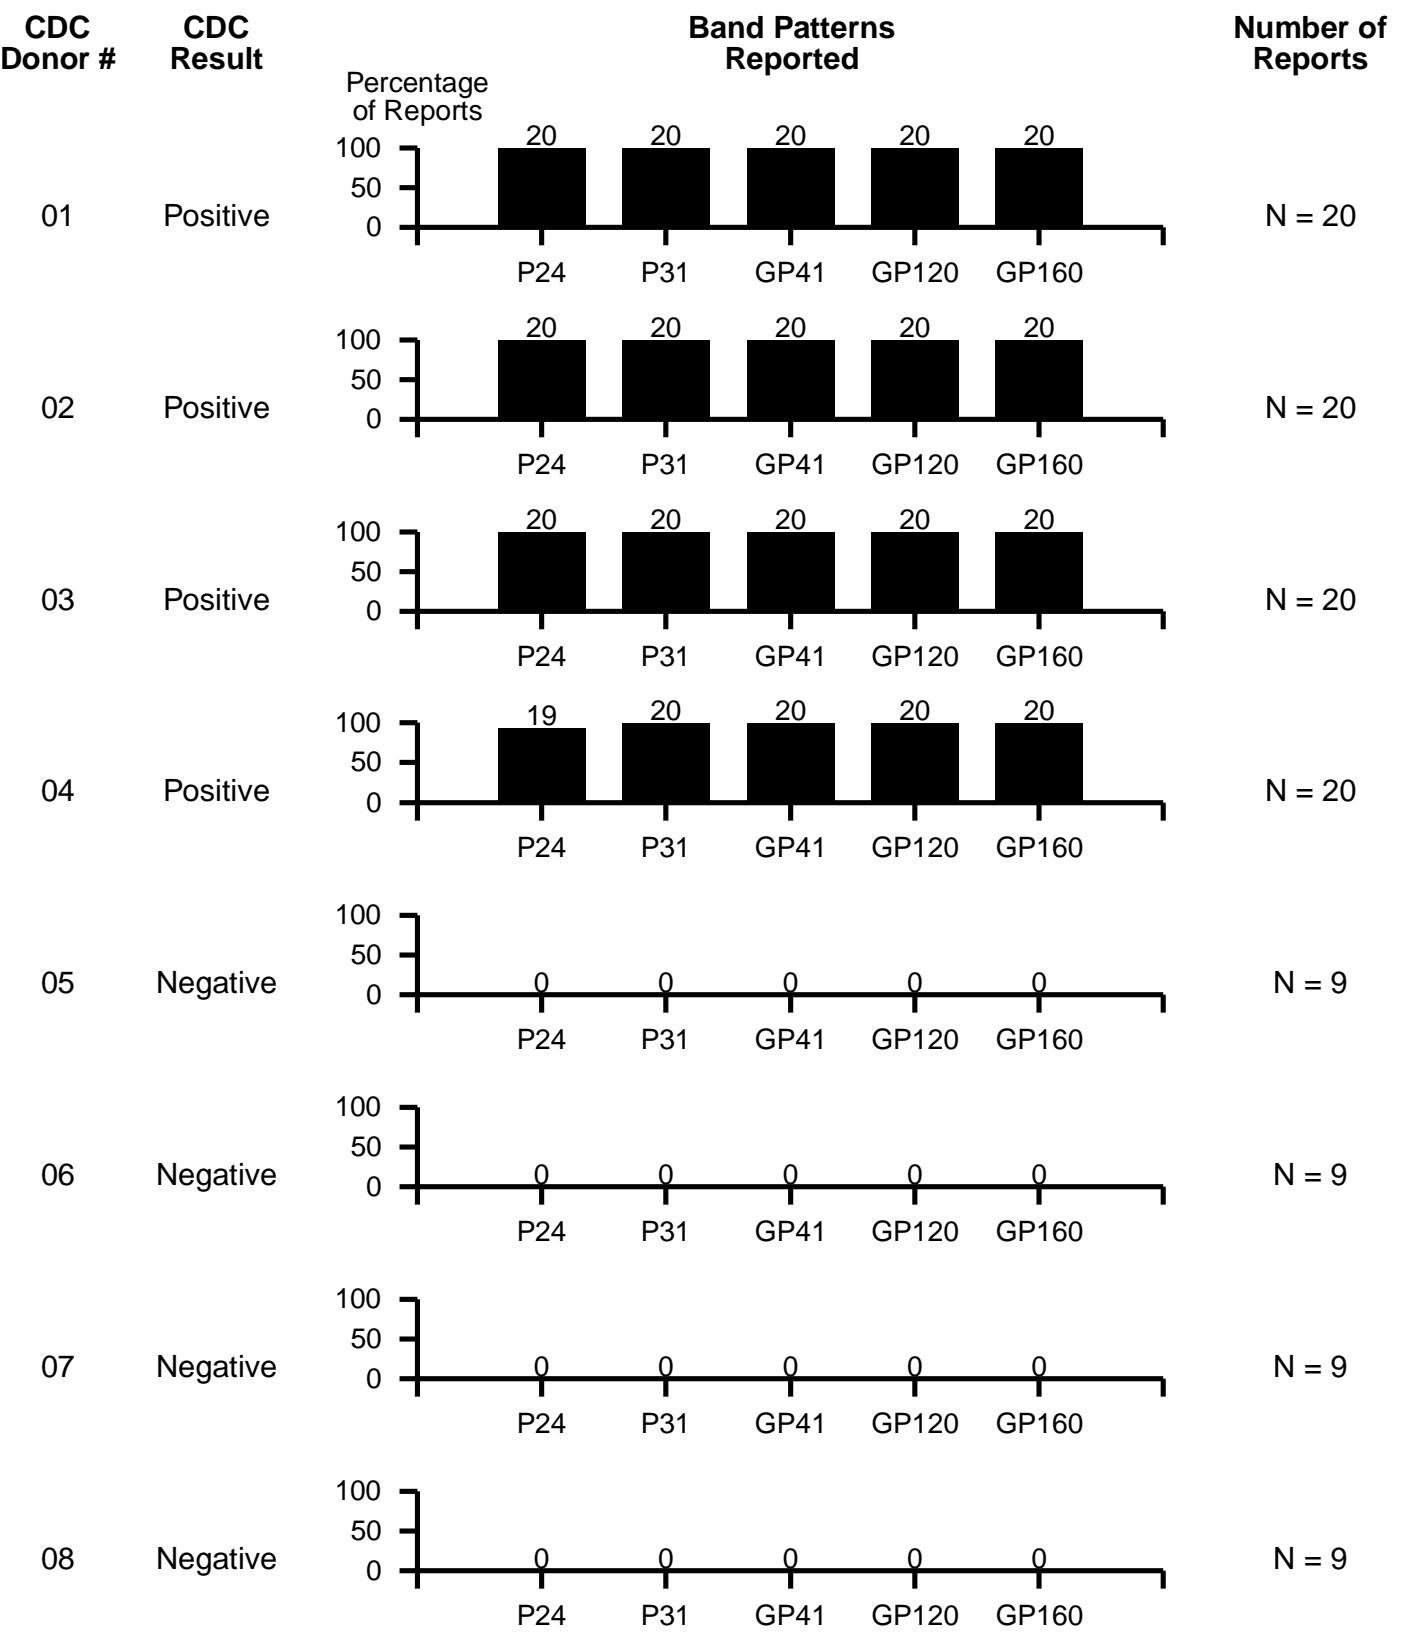 CDC Donor #
CDC Result
Band Patterns Reported
Number of Reports
Percentage of Reports
20 20 20 20 20
100
50
01 Positive N = 20
0
P24 P31 GP41 GP120 GP160
20 20 20 20 20
100
50
02 Positive N = 20
0
P24 P31 GP41 GP120 GP160
20 20 20 20 20
100
50
03 Positive N = 20
0
P24 P31 GP41 GP120 GP160
19 20 20 20 20
100
50
04 Positive N = 20
0
P24 P31 GP41 GP120 GP160
100
50
05 Negative 0 0 0 0 0 N = 9
0
P24 P31 GP41 GP120 GP160
100
50
06 Negative 0 0 0 0 0 N = 9
0
P24 P31 GP41 GP120 GP160
100
50
07 Negative 0 0 0 0 0 N = 9
0
P24 P31 GP41 GP120 GP160
100
50
08 Negative 0 0 0 0 0 N = 9
0
P24 P31 GP41 GP120 GP160